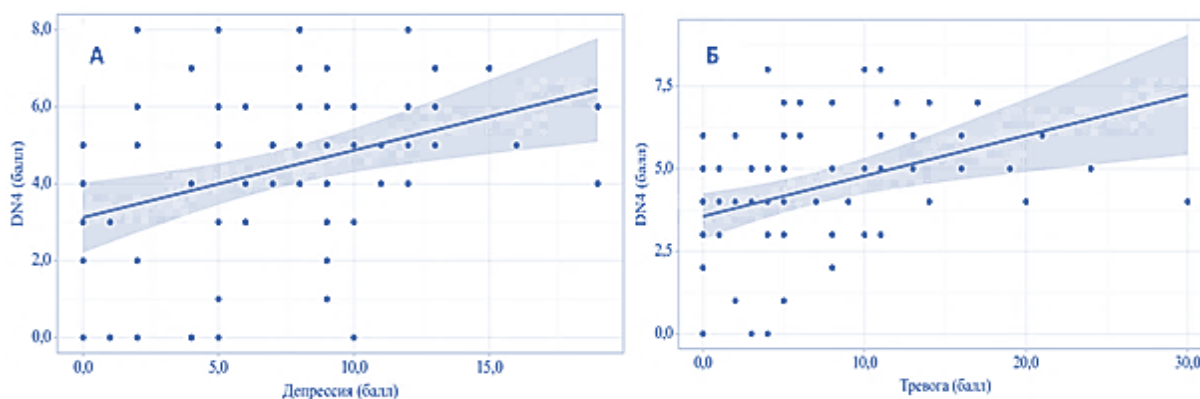 А
8,0
6,0
4,0
2,0
0,0
DN4 (балл)
0,0 5,0 10,0 15,0
Депрессия (балл)
Б
7,5
5,0
2,5
0,0
DN4 (балл)
0,0 10,0 20,0 30,0
Тревога (балл)